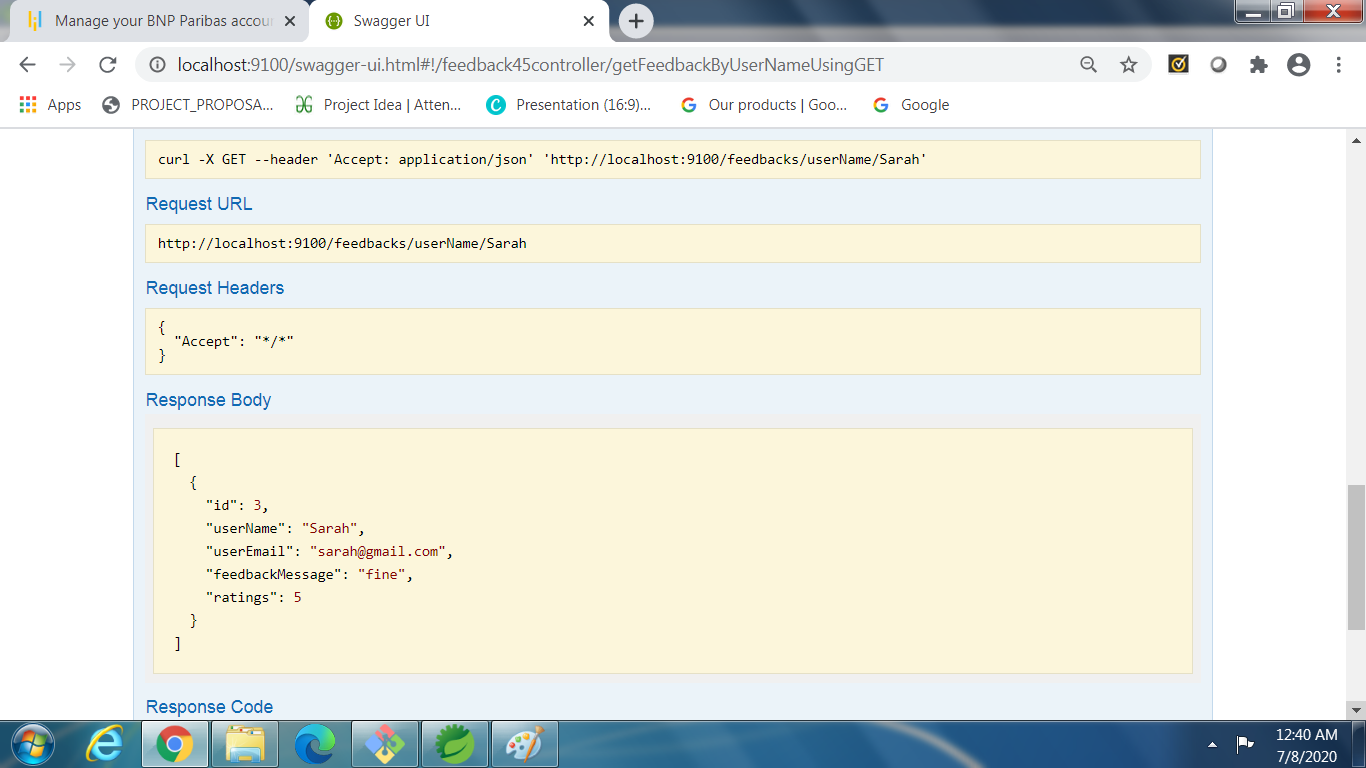 Manage your BNP Paribas accou
Swagger UI
localhost:9100/swagger-ui.html#!/feedback45controller/getFeedbackByUserNameUsingGET
Apps
PROJECT_PROPOSA...
Project Idea | Atten...
Presentation (16:9)...
Our products | Goo...
Google
curl -X GET --header 'Accept: application/json' 'http://localhost:9100/feedbacks/userName/Sarah'
Request URL
http://localhost:9100/feedbacks/userName/Sarah
Request Headers
{
"Accept": "*/*"
}
Response Body
[
{
"id": 3,
"userName": "Sarah",
"userEmail": "sarah@gmail.com",
"feedbackMessage": "fine",
"ratings": 5
}
]
Response Code
12:40 AM
7/8/2020